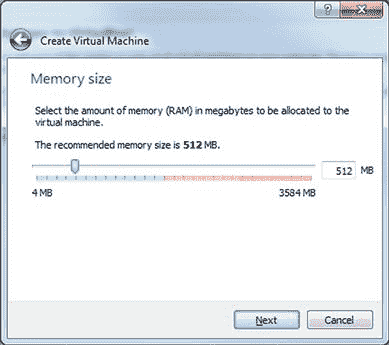 ?
X
Create Virtual Machine
Memory size
Select the amount of memory (RAM) in megabytes to be allocated to the
virtual machine.
The recommended memory size is 512 MB.
512 MB
4 MB 3584 MB
Next Cancel